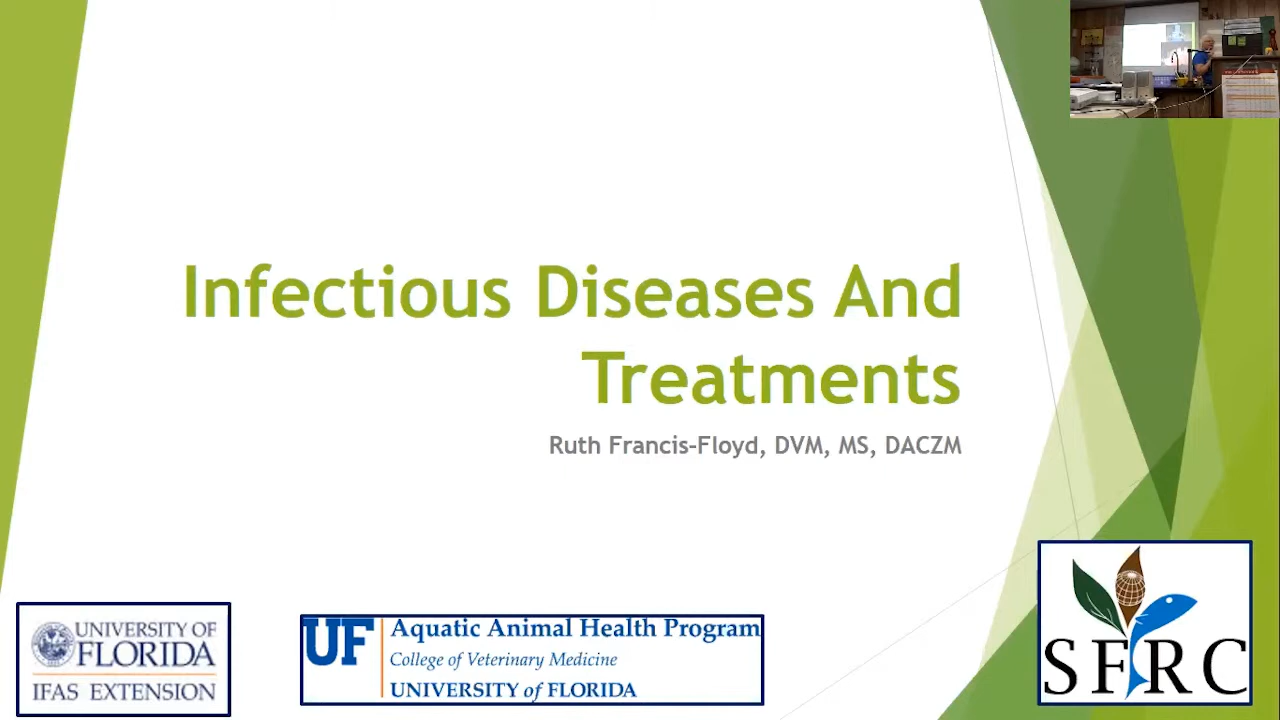 Infectious Diseases And
Treatments
Ruth Francis-Floyd, DVM, MS, DACZM
UNIVERSITY OF
FLORIDA
IFAS EXTENSION
UF
Aquatic Animal Health Program
College of Veterinary Medicine
UNIVERSITY of FLORIDA
SFRC